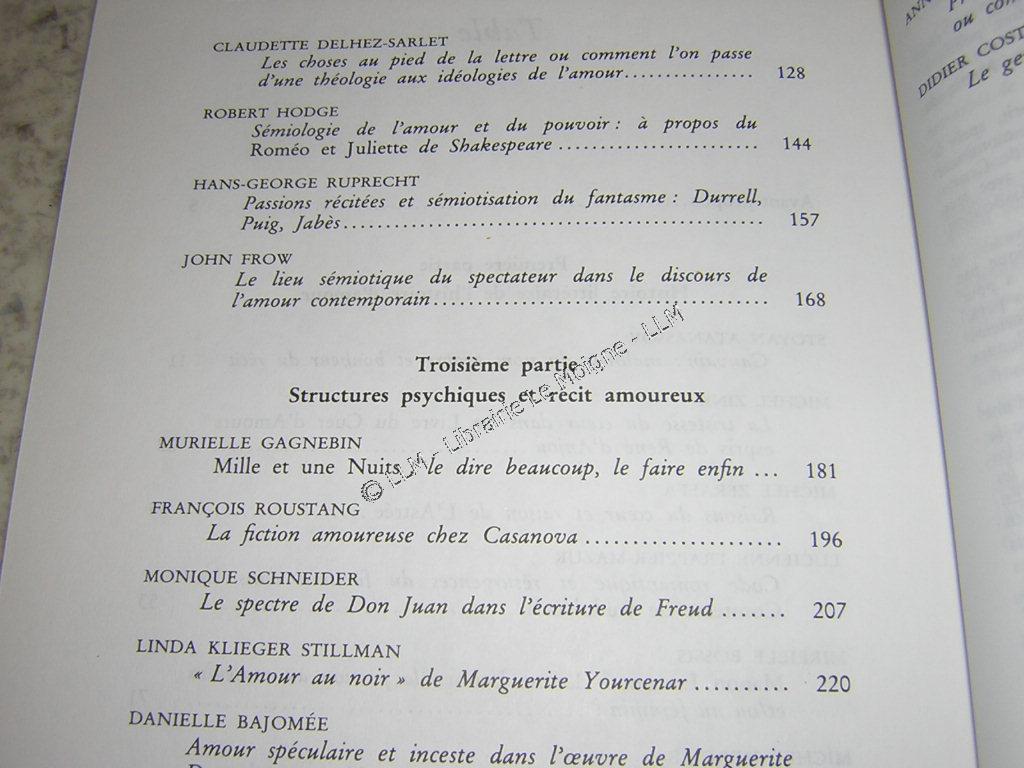 CLAUDETTE DELHEZ-SARLET
Les choses au pied de la lettre ou comment l'on passe
d'une théologie aux idéologies de l'amour................ 128
ROBERT HODGE
Sémiologie de l'amour et du pouvoir : à propos du
Roméo et Juliette de Shakespeare ........................ 144
HANS-GEORGE RUPRECHT
Passions récitées et sémiotisation du fantasme : Durrell,
Puig, Jabès.................................................. 157
JOHN FROW
Le lieu sémiotique du spectateur dans le discours de
l'amour contemporain........................................ 168
Troisième partie
Structures psychiques et récit amoureux
MURIELLE GAGNEBIN
Mille et une Nuits, le dire beaucoup, le faire enfin ... 181
FRANÇOIS ROUSTANG
La fiction amoureuse chez Casanova ..................... 196
MONIQUE SCHNEIDER
Le spectre de Don Juan dans l'écriture de Freud ....... 207
LINDA KLIEGER STILLMAN
« L'Amour au noir » de Marguerite Yourcenar .......... 220
DANIELLE BAJOMÉE
Amour spéculaire et inceste dans l'œuvre de Marguerite
© LLM - Librairie Le Moigne - LLM
ANN
ou
DIDIER COST
Le ge